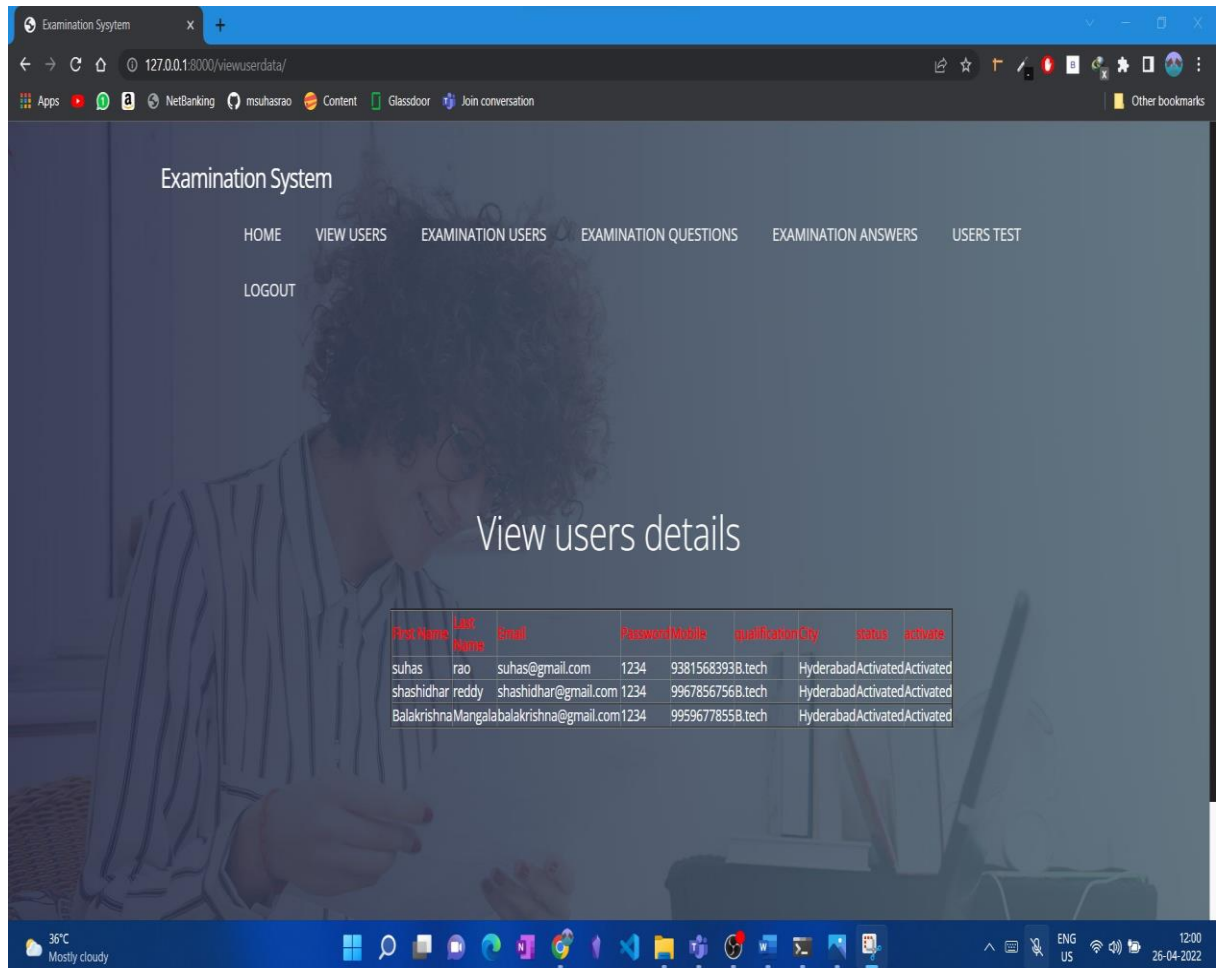 Examination Sysytem
127.0.0.1:8000/viewuserdata/
Apps NetBanking msuhasrao Content Glassdoor Join conversation Other bookmarks
Examination System
HOME VIEW USERS EXAMINATION USERS EXAMINATION QUESTIONS EXAMINATION ANSWERS USERS TEST
LOGOUT
View users details
First Name Last Name Email Password Mobile qualification City status activate
suhas rao suhas@gmail.com 1234 9381568393 B.tech Hyderabad Activated Activated
shashidhar reddy shashidhar@gmail.com 1234 9967856756 B.tech Hyderabad Activated Activated
Balakrishna Mangala balakrishna@gmail.com 1234 9959677855 B.tech Hyderabad Activated Activated
36°C
Mostly cloudy
ENG
US
12:00
26-04-2022